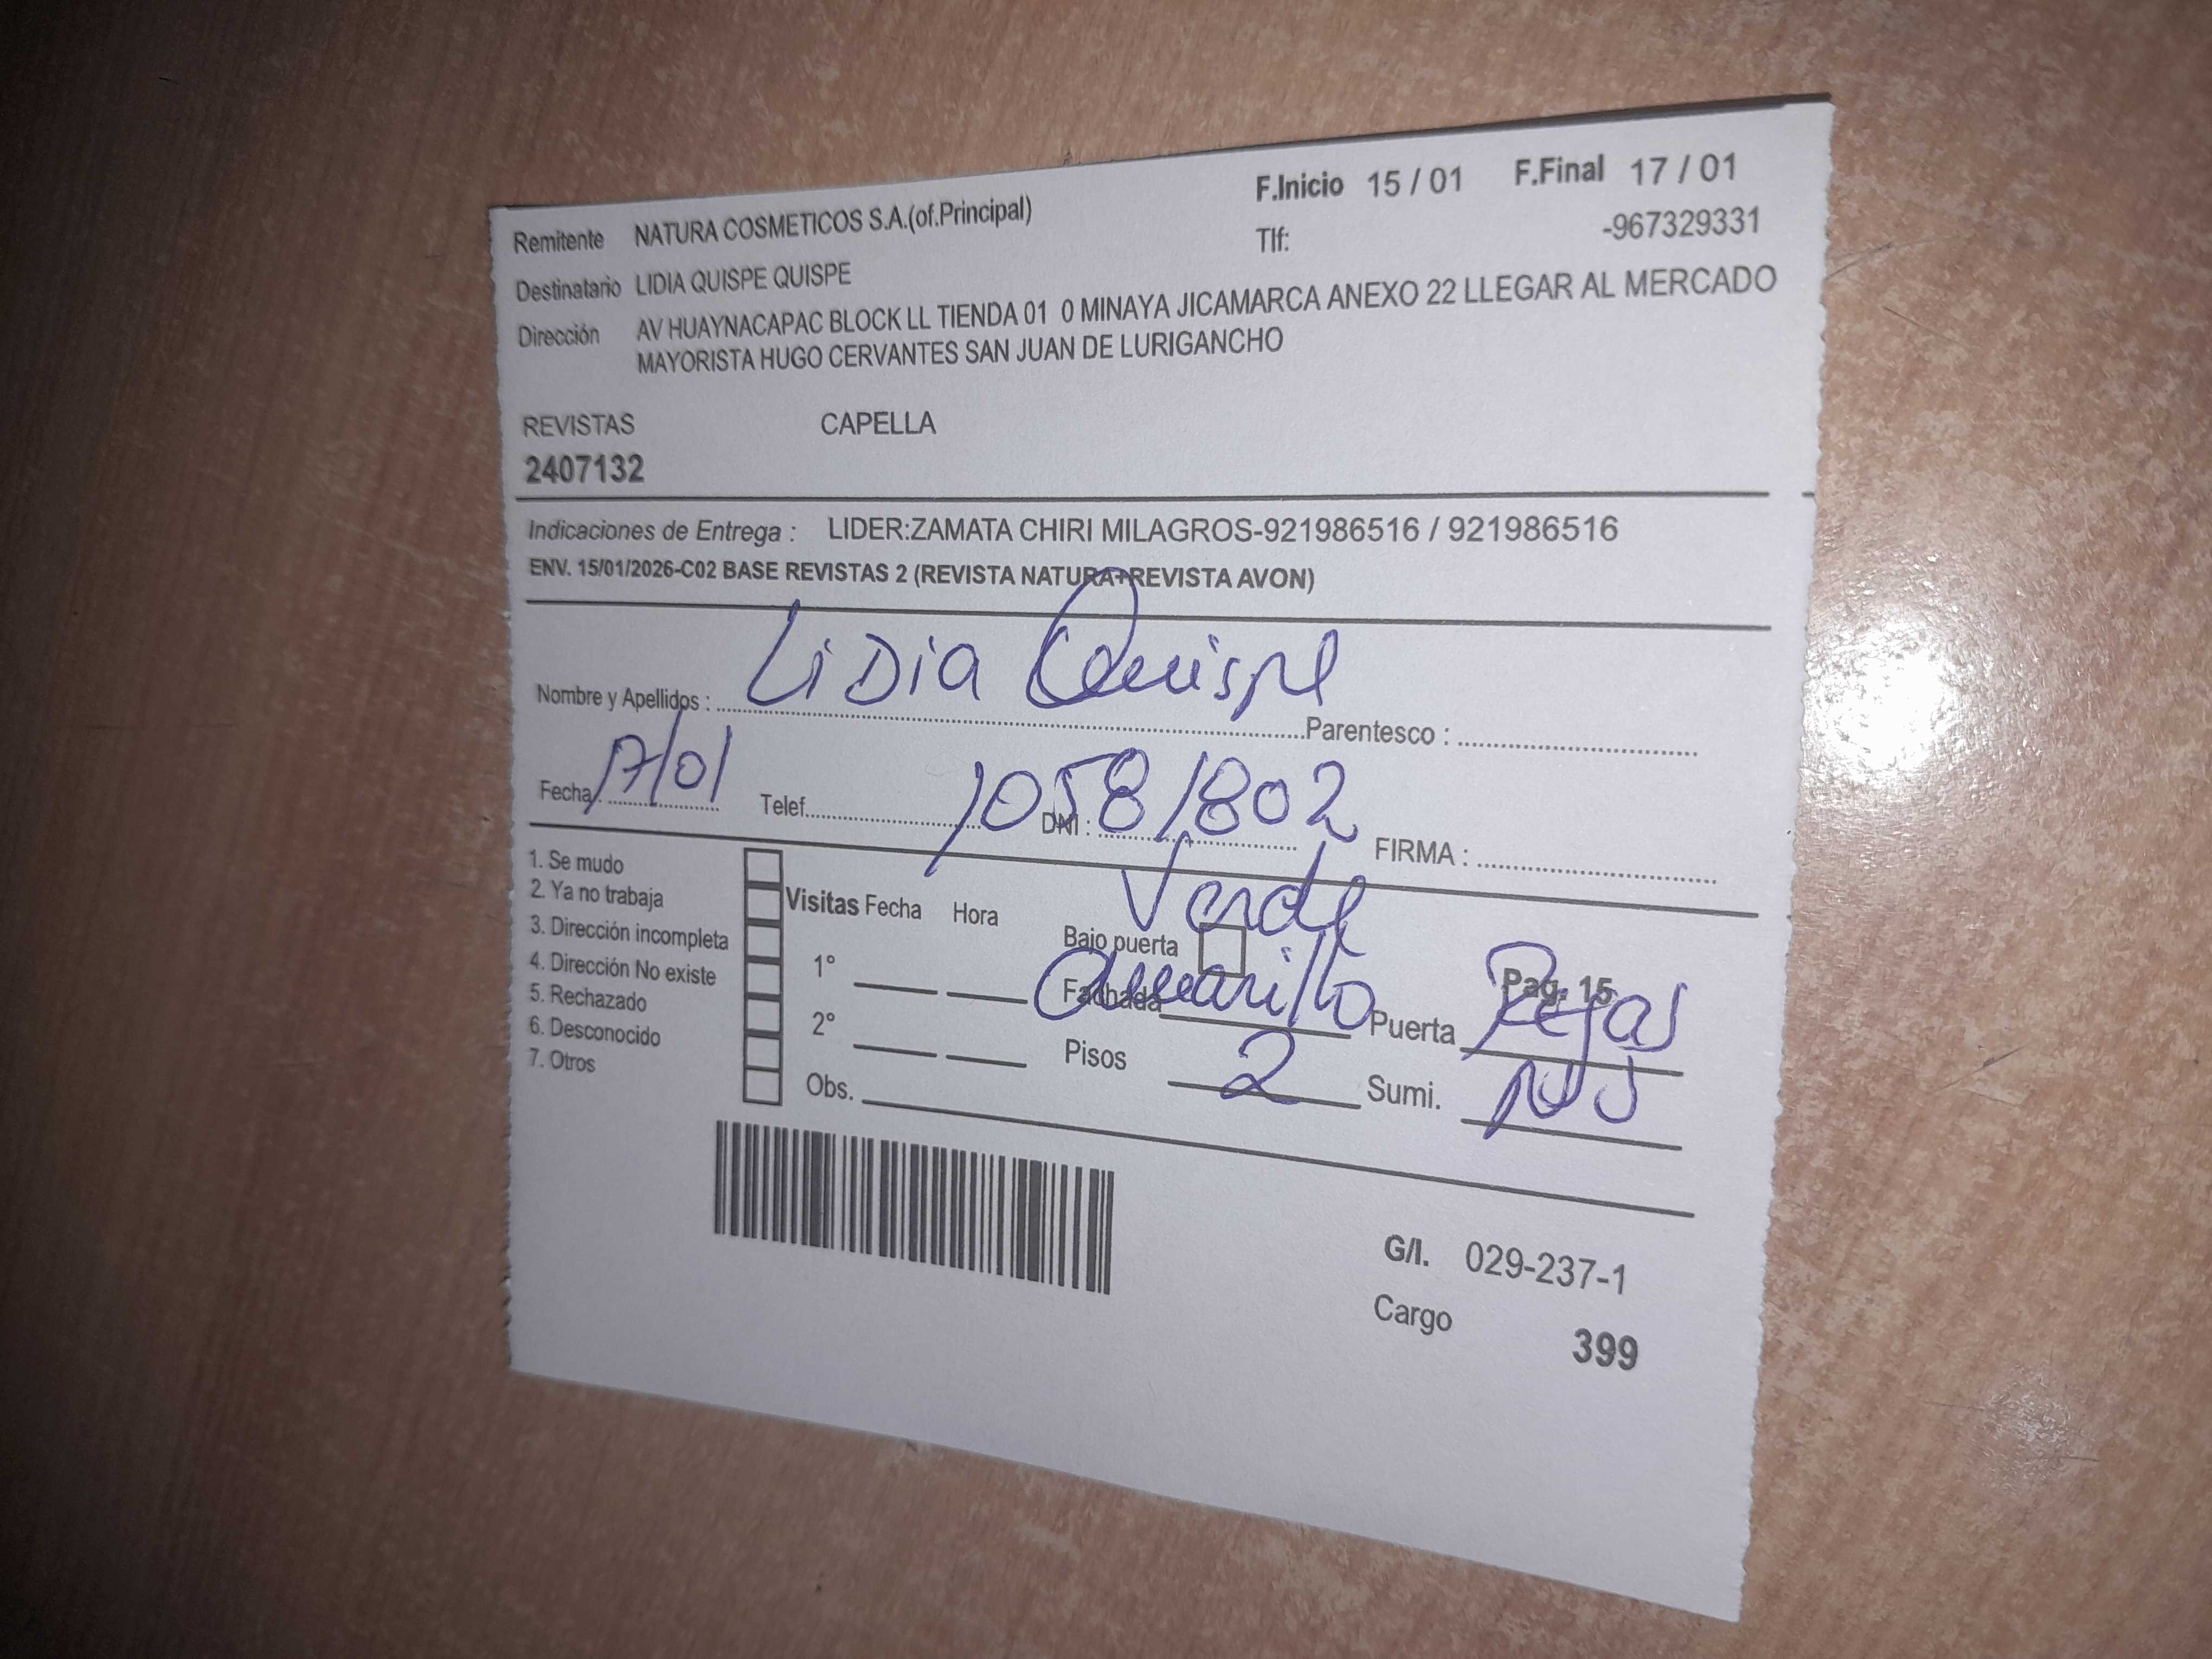 Remitente NATURA COSMETICOS S.A.(of.Principal) F.Inicio 15 / 01 F.Final 17 / 01
Tlf: -967329331
Destinatario LIDIA QUISPE QUISPE
Dirección AV HUAYNACAPAC BLOCK LL TIENDA 01 0 MINAYA JICAMARCA ANEXO 22 LLEGAR AL MERCADO
MAYORISTA HUGO CERVANTES SAN JUAN DE LURIGANCHO
REVISTAS CAPELLA
2407132
Indicaciones de Entrega : LIDER:ZAMATA CHIRI MILAGROS-921986516 / 921986516
ENV. 15/01/2026-C02 BASE REVISTAS 2 (REVISTA NATURA+REVISTA AVON)
Nombre y Apellidos : LiDia Quispe Parentesco :
Fecha: 17/01 Telef. DNI : 10581802 FIRMA :
1. Se mudo
2. Ya no trabaja
3. Dirección incompleta
4. Dirección No existe
5. Rechazado
6. Desconocido
7. Otros
Visitas Fecha Hora
1°
2°
Obs.
Verde
Bajo puerta
Pag. 15
Fachada Amarillo Puerta Rejas
Pisos 2 Sumi.
G/I. 029-237-1
Cargo 399